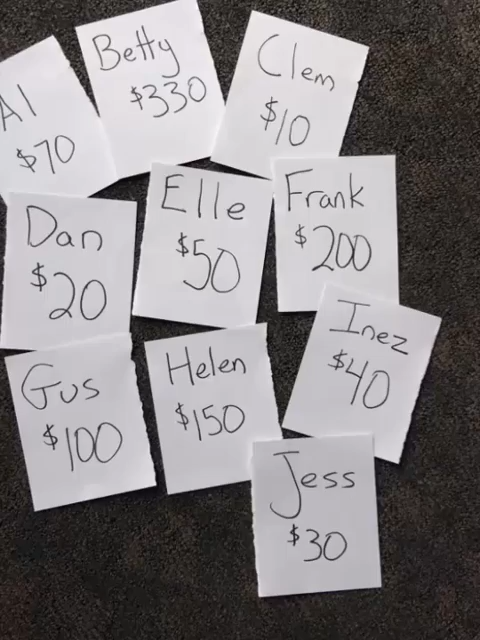 Al
$70
Betty
$330
Clem
$10
Dan
$20
Elle
$50
Frank
$200
Gus
$100
Helen
$150
Inez
$40
Jess
$30